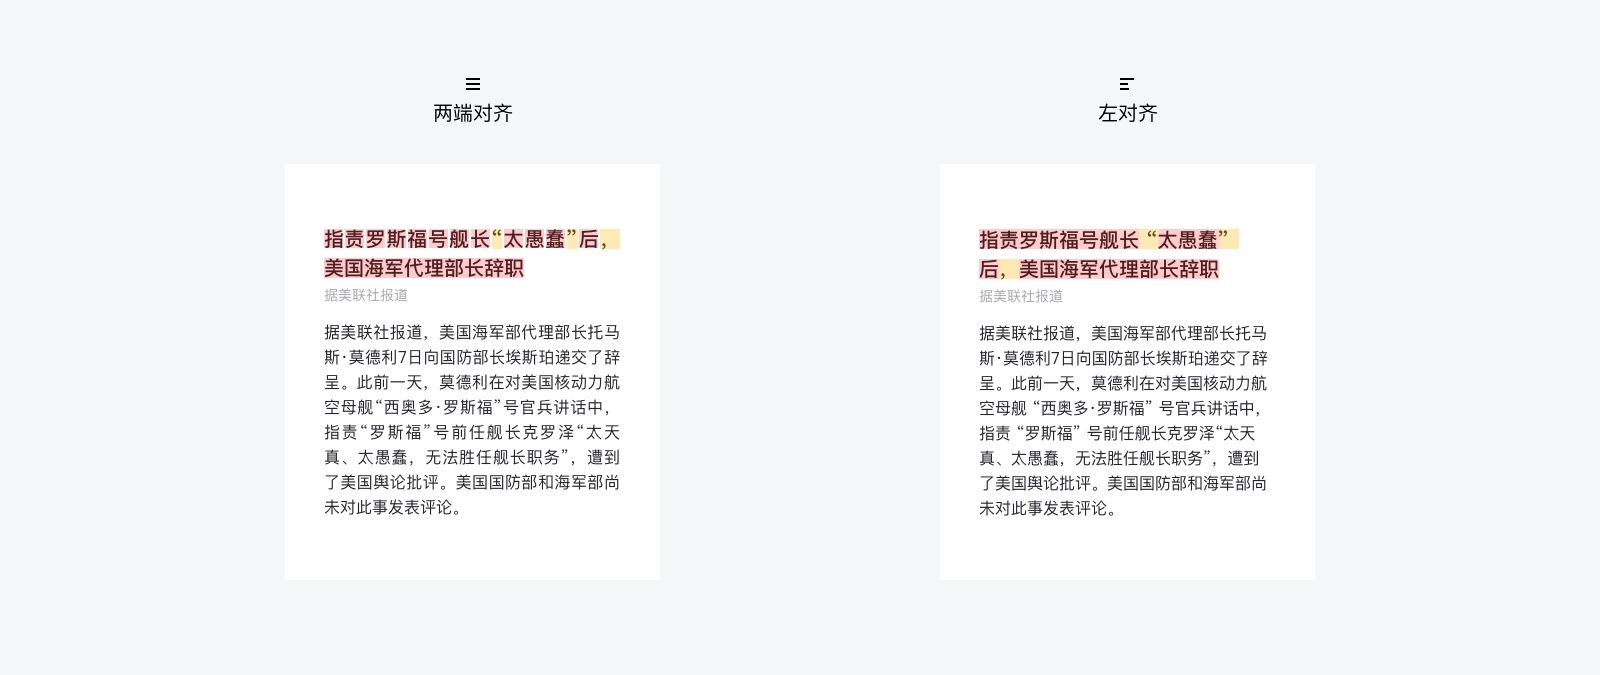 两端对齐
指责罗斯福号舰长“太愚蠢”后，
美国海军代理部长辞职
据美联社报道
据美联社报道，美国海军部代理部长托马
斯·莫德利7日向国防部长埃斯珀递交了辞
呈。此前一天，莫德利在对美国核动力航
空母舰“西奥多·罗斯福”号官兵讲话中，
指责“罗斯福”号前任舰长克罗泽“太天
真、太愚蠢，无法胜任舰长职务”，遭到
了美国舆论批评。美国国防部和海军部尚
未对此事发表评论。
左对齐
指责罗斯福号舰长“太愚蠢”
后，美国海军代理部长辞职
据美联社报道
据美联社报道，美国海军部代理部长托马
斯·莫德利7日向国防部长埃斯珀递交了辞
呈。此前一天，莫德利在对美国核动力航
空母舰“西奥多·罗斯福”号官兵讲话中，
指责“罗斯福”号前任舰长克罗泽“太天
真、太愚蠢，无法胜任舰长职务”，遭到
了美国舆论批评。美国国防部和海军部尚
未对此事发表评论。